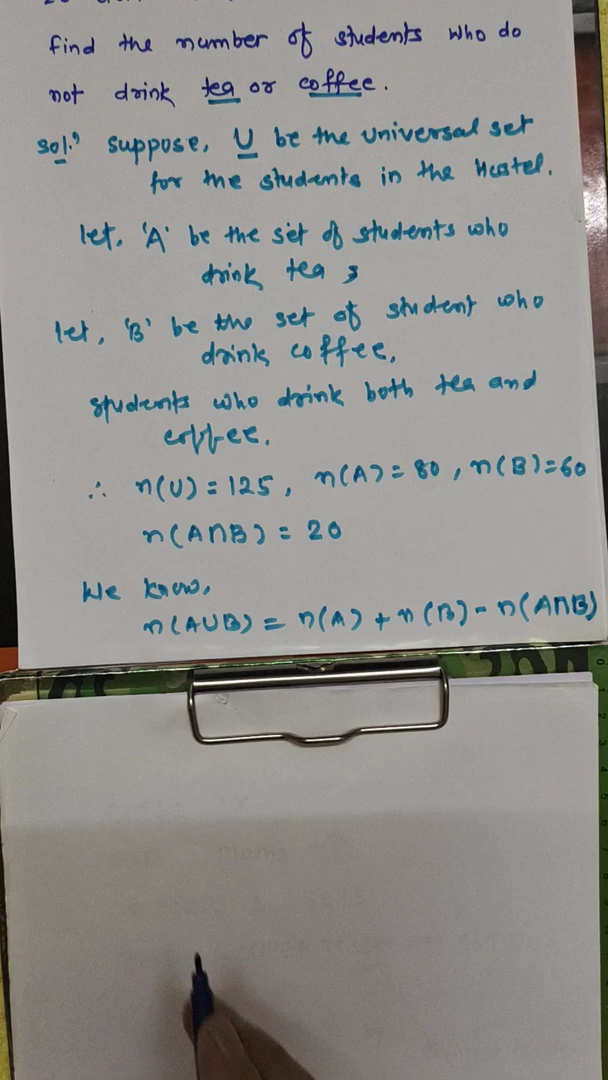 find the number of students who do
not drink tea or coffee.
Solⁿ: suppose, U be the universal set
for the students in the Hostel.
let, 'A' be the set of students who
drink tea &
let, 'B' be the set of student who
drink coffee,
students who drink both tea and
coffee.
∴ n(U) = 125, n(A) = 80, n(B) = 60
n(A∩B) = 20
We know,
n(A∪B) = n(A) + n(B) - n(A∩B)